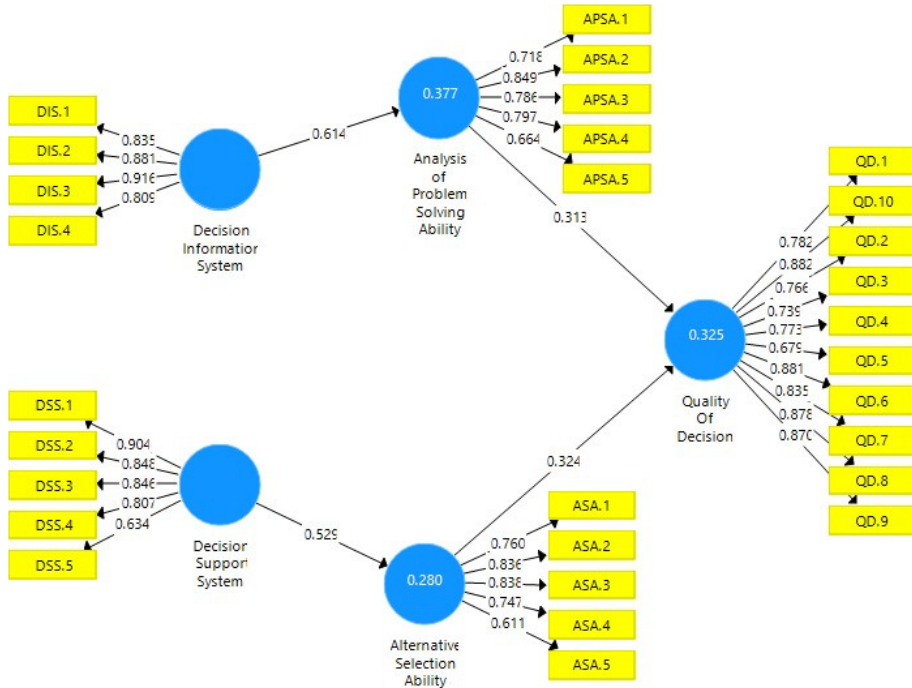 APSA.1
0.718
APSA.2
0.849
0.377
0.786
APSA.3
0.797
APSA.4
0.664
APSA.5
Analysis
of
Problem
Solving
Ability
DIS.1
0.835
DIS.2
0.881
DIS.3
0.916
DIS.4
0.809
0.614
Decision
Information
System
0.313
QD.1
QD.10
QD.2
QD.3
QD.4
QD.5
QD.6
QD.7
QD.8
QD.9
0.782
0.882
0.766
0.739
0.773
0.679
0.881
0.835
0.878
0.870
0.325
Quality
Of
Decision
DSS.1
0.904
DSS.2
0.848
DSS.3
0.846
DSS.4
0.807
DSS.5
0.634
Decision
Support
System
0.529
0.324
0.280
Alternative
Selection
Ability
ASA.1
0.760
ASA.2
0.836
ASA.3
0.838
ASA.4
0.747
ASA.5
0.611